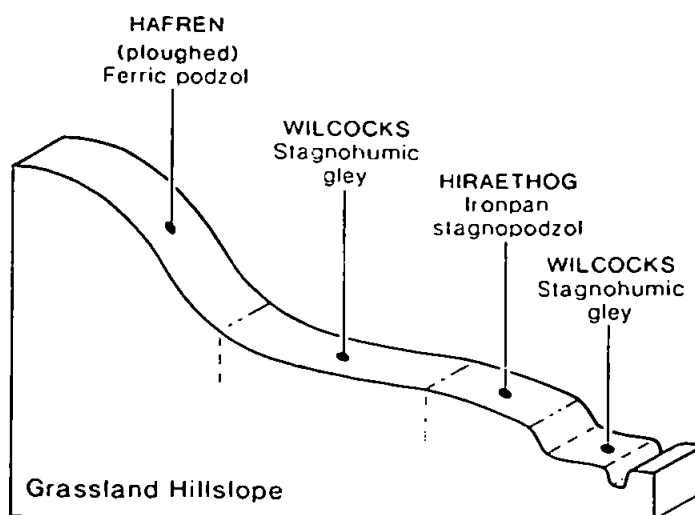 HAFREN
(ploughed)
Ferric podzol
WILCOCKS
Stagnohumic
gley
HIRAETHOG
Ironpan
stagnopodzol
WILCOCKS
Stagnohumic
gley
Grassland Hillslope